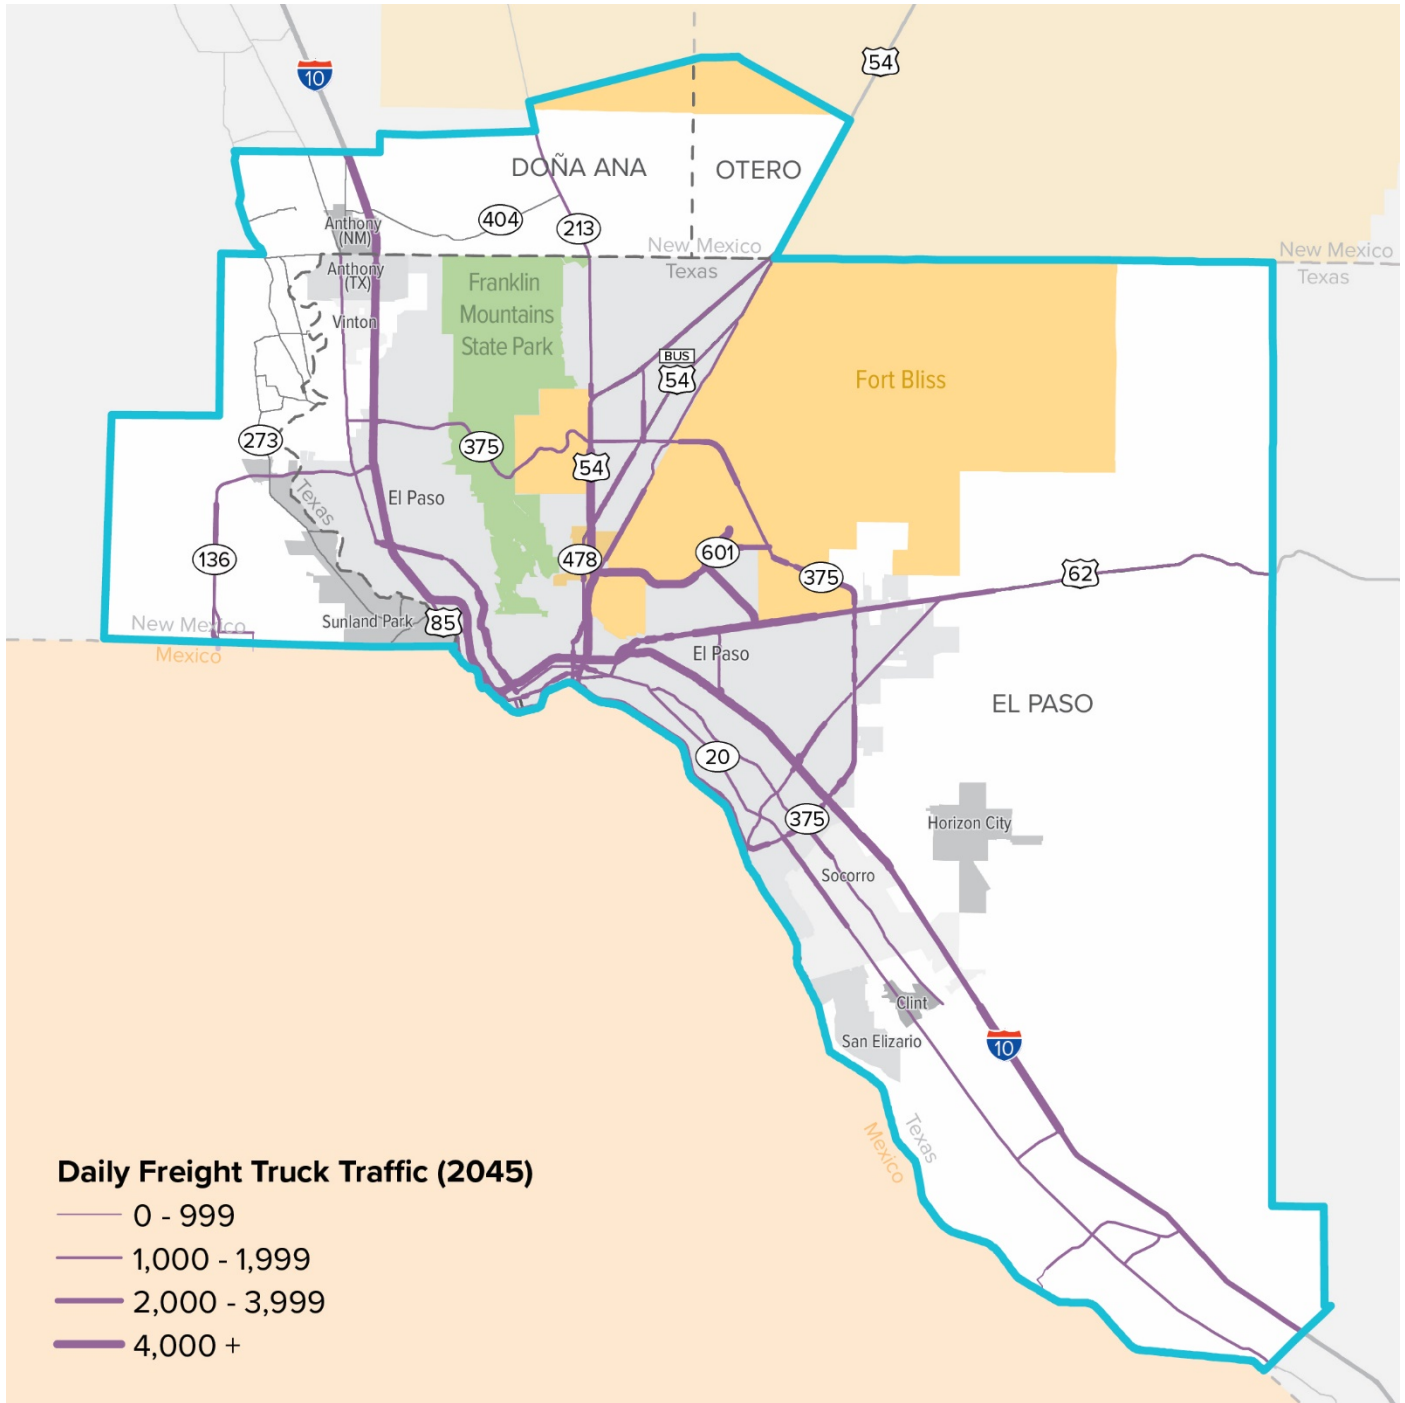 54
10
DOÑA ANA
OTERO
404
213
Anthony
(NM)
New Mexico
Texas
New Mexico
Texas
Anthony
(TX)
Franklin
Mountains
State Park
Vinton
BUS
54
Fort Bliss
273
375
54
El Paso
Texas
136
478
601
375
62
New Mexico
Mexico
Sunland Park
85
El Paso
EL PASO
20
375
Horizon City
Socorro
Clint
San Elizario
10
Texas
Mexico
Daily Freight Truck Traffic (2045)
0 - 999
1,000 - 1,999
2,000 - 3,999
4,000 +